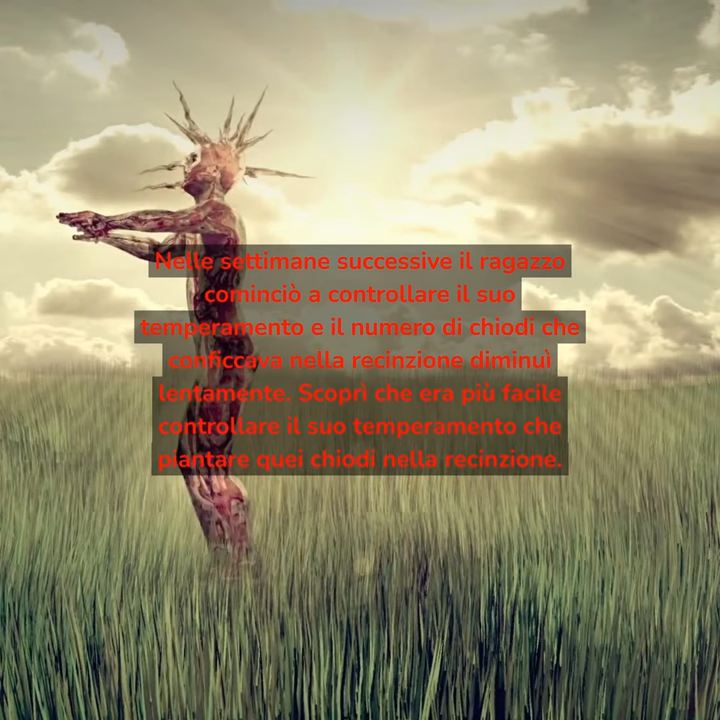 Nelle settimane successive il ragazzo
cominciò a controllare il suo
temperamento e il numero di chiodi che
conficcava nella recinzione diminuì
lentamente. Scoprì che era più facile
controllare il suo temperamento che
piantare quei chiodi nella recinzione.